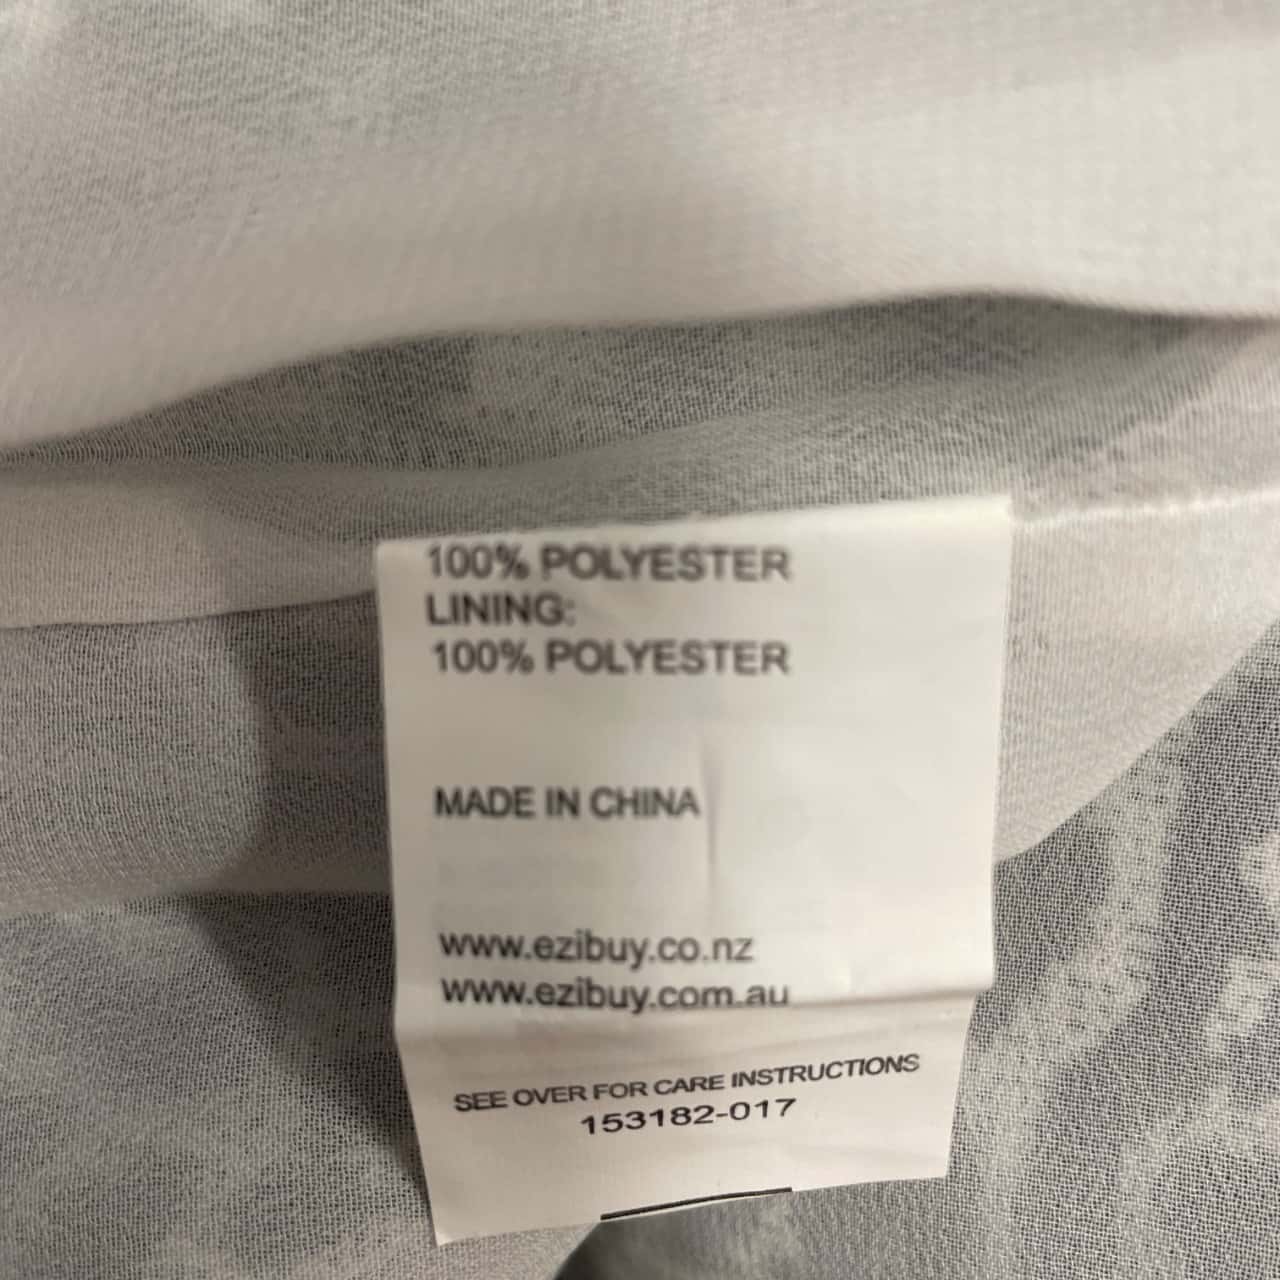 100% POLYESTER
LINING:
100% POLYESTER
MADE IN CHINA
www.ezibuy.co.nz
www.ezibuy.com.au
SEE OVER FOR CARE INSTRUCTIONS
153182-017